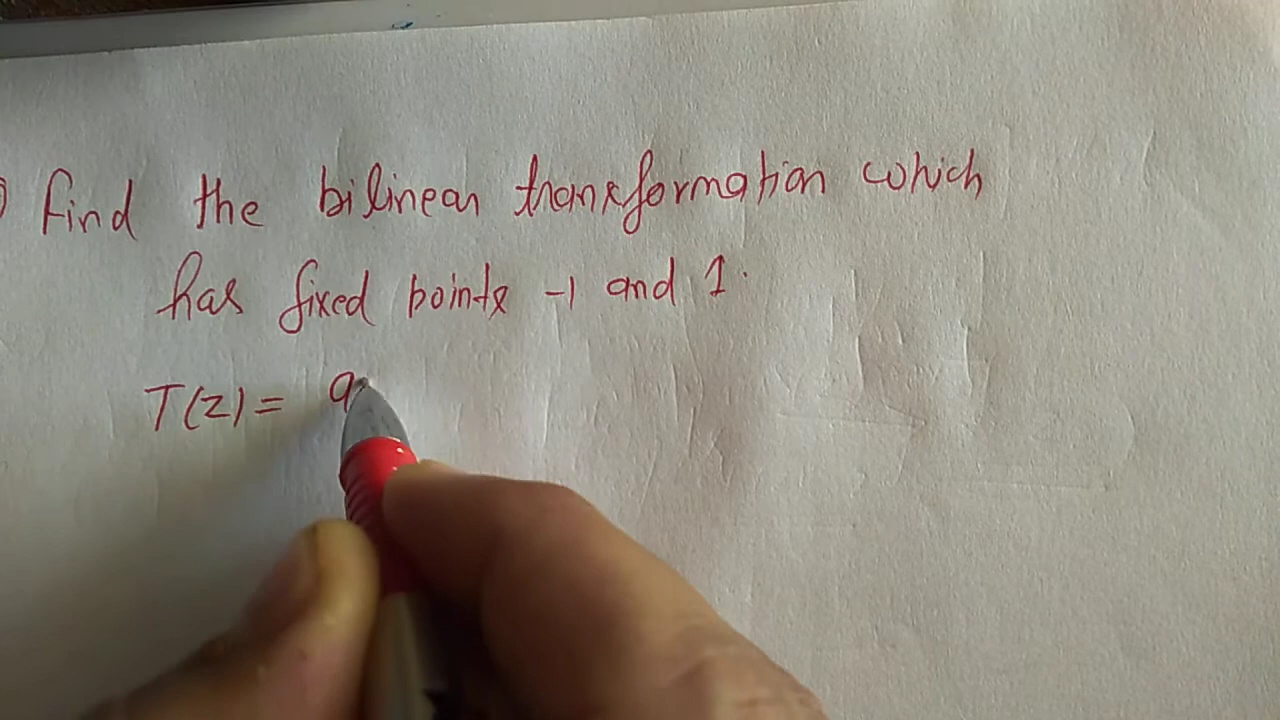 Find the bilinear transformation which
has fixed points -1 and 1.
T(z) = a